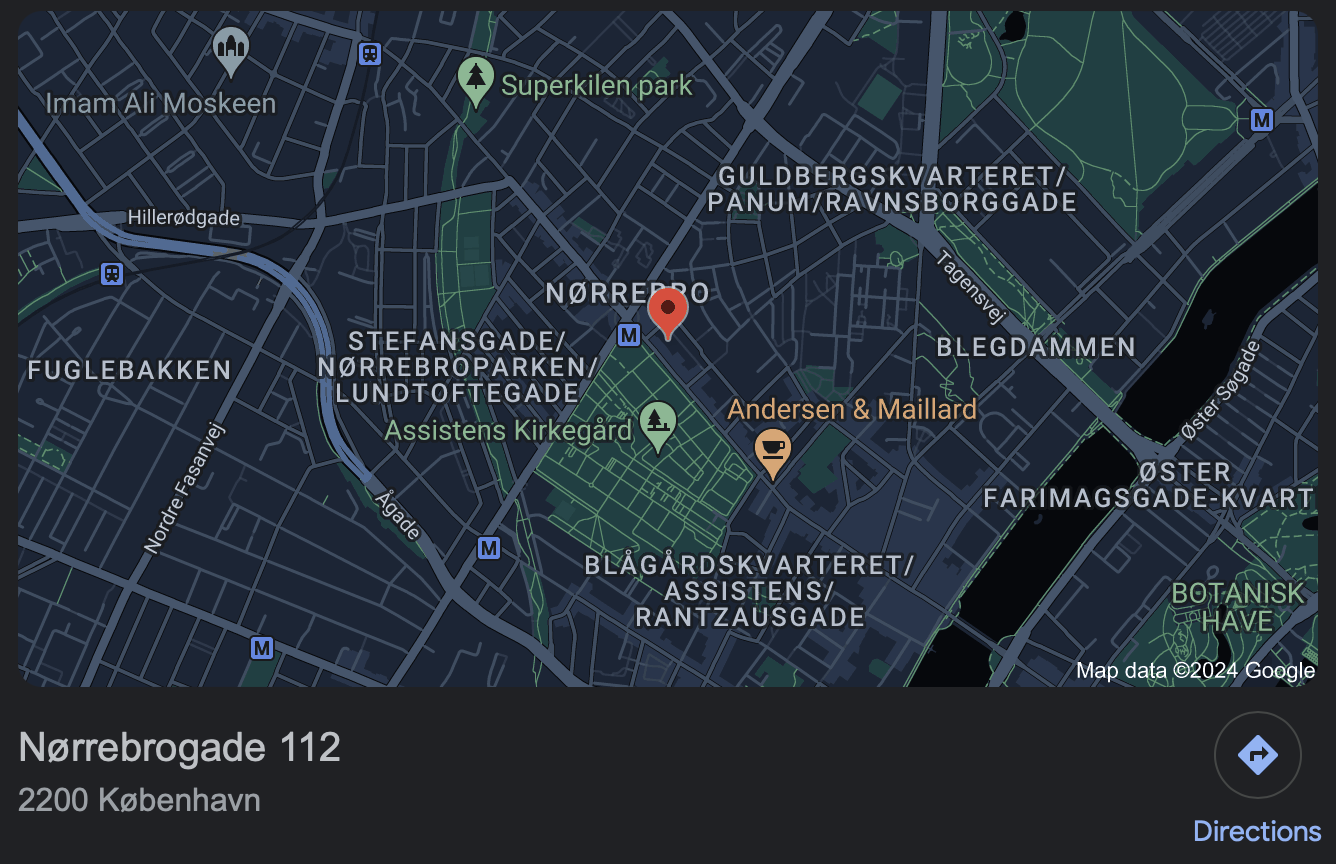 Imam Ali Moskeen
Superkilen park
GULDBERGSKVARTERET/
PANUM/RAVNSBORGGADE
Hillerødgade
Tagensvej
NØRREBRO
STEFANSGADE/
NØRREBROPARKEN/
LUNDTOFTEGADE
FUGLEBAKKEN
BLEGDAMMEN
Øster Søgade
Andersen & Maillard
Assistens Kirkegård
Nordre Fasanvej
Ågade
ØSTER
FARIMAGSGADE-KVART
BLÅGÅRDSKVARTERET/
ASSISTENS/
RANTZAUSGADE
BOTANISK
HAVE
M
M
M
M
Map data ©2024 Google
Nørrebrogade 112
2200 København
Directions